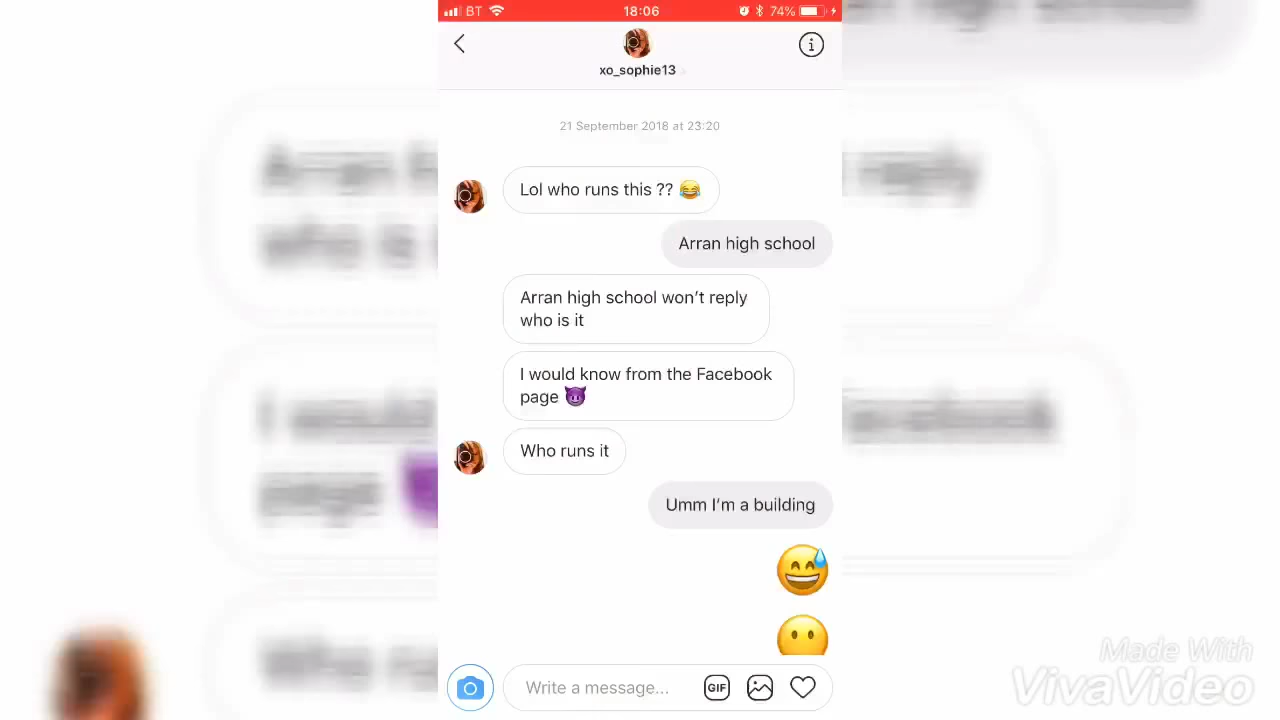 BT 18:06 74%
xo_sophie13
21 September 2018 at 23:20
Lol who runs this ?? 😂
Arran high school
Arran high school won’t reply
who is it
I would know from the Facebook
page 😈
Who runs it
Umm I’m a building
😅
😶
Write a message...
GIF
Made With
VivaVideo